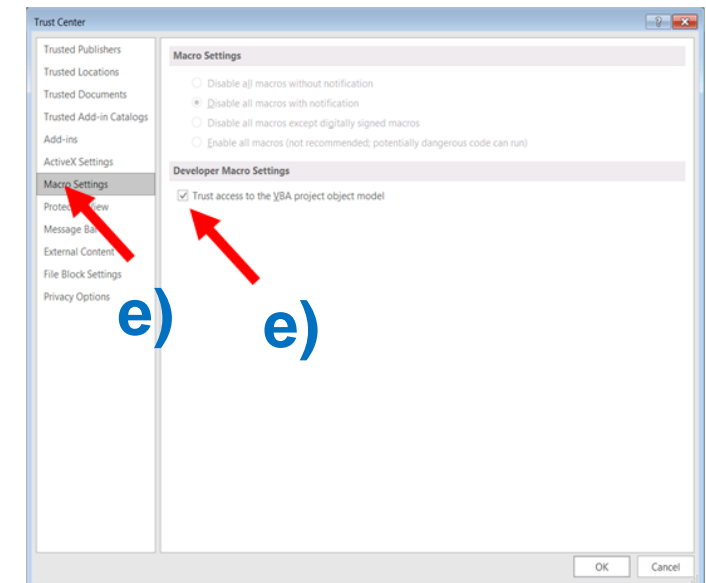 Trust Center
Trusted Publishers
Trusted Locations
Trusted Documents
Trusted Add-in Catalogs
Add-ins
ActiveX Settings
Macro Settings
View
Message
External Content
File Block Settings
Privacy Options
Macro Settings
Disable all macros without notification
Disable all macros with notification
Disable all macros except digitally signed macros
Enable all macros (not recommended; potentially dangerous code can run)
Developer Macro Settings
Trust access to the VBA project object model
e)
e)
OK
Cancel